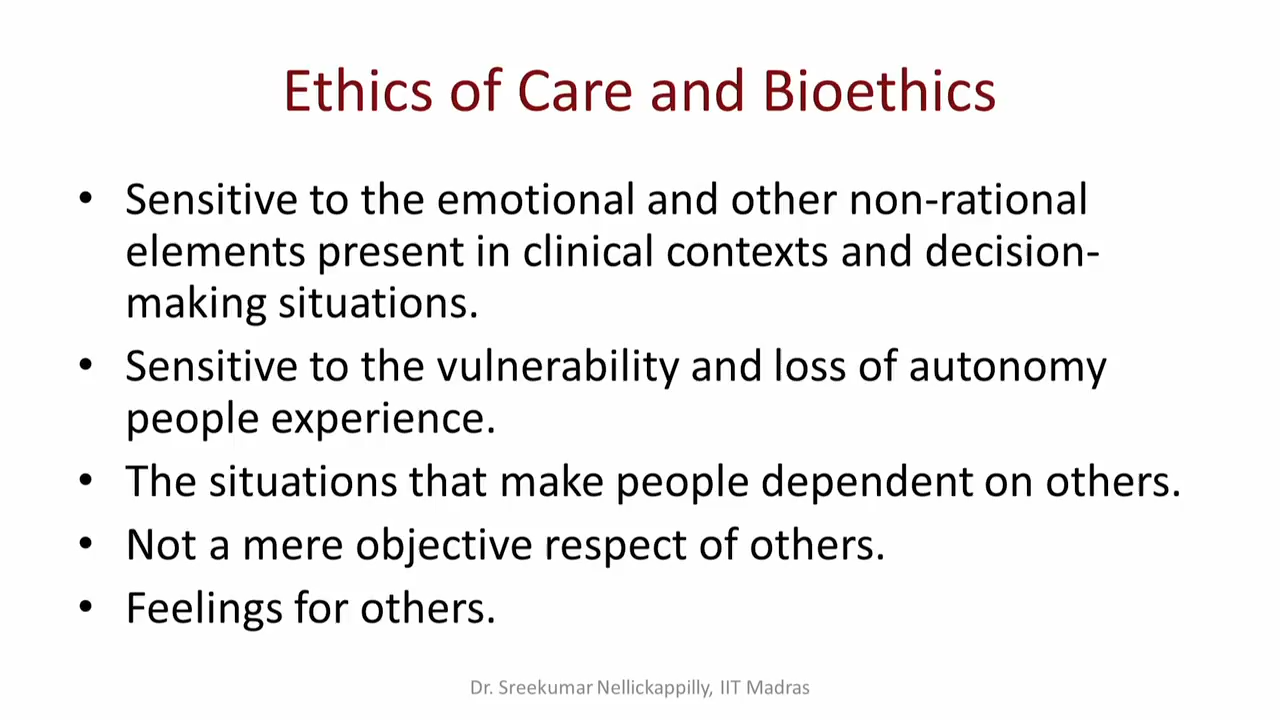 Ethics of Care and Bioethics
• Sensitive to the emotional and other non-rational
elements present in clinical contexts and decision-
making situations.
• Sensitive to the vulnerability and loss of autonomy
people experience.
• The situations that make people dependent on others.
• Not a mere objective respect of others.
• Feelings for others.
Dr. Sreekumar Nellickappilly, IIT Madras